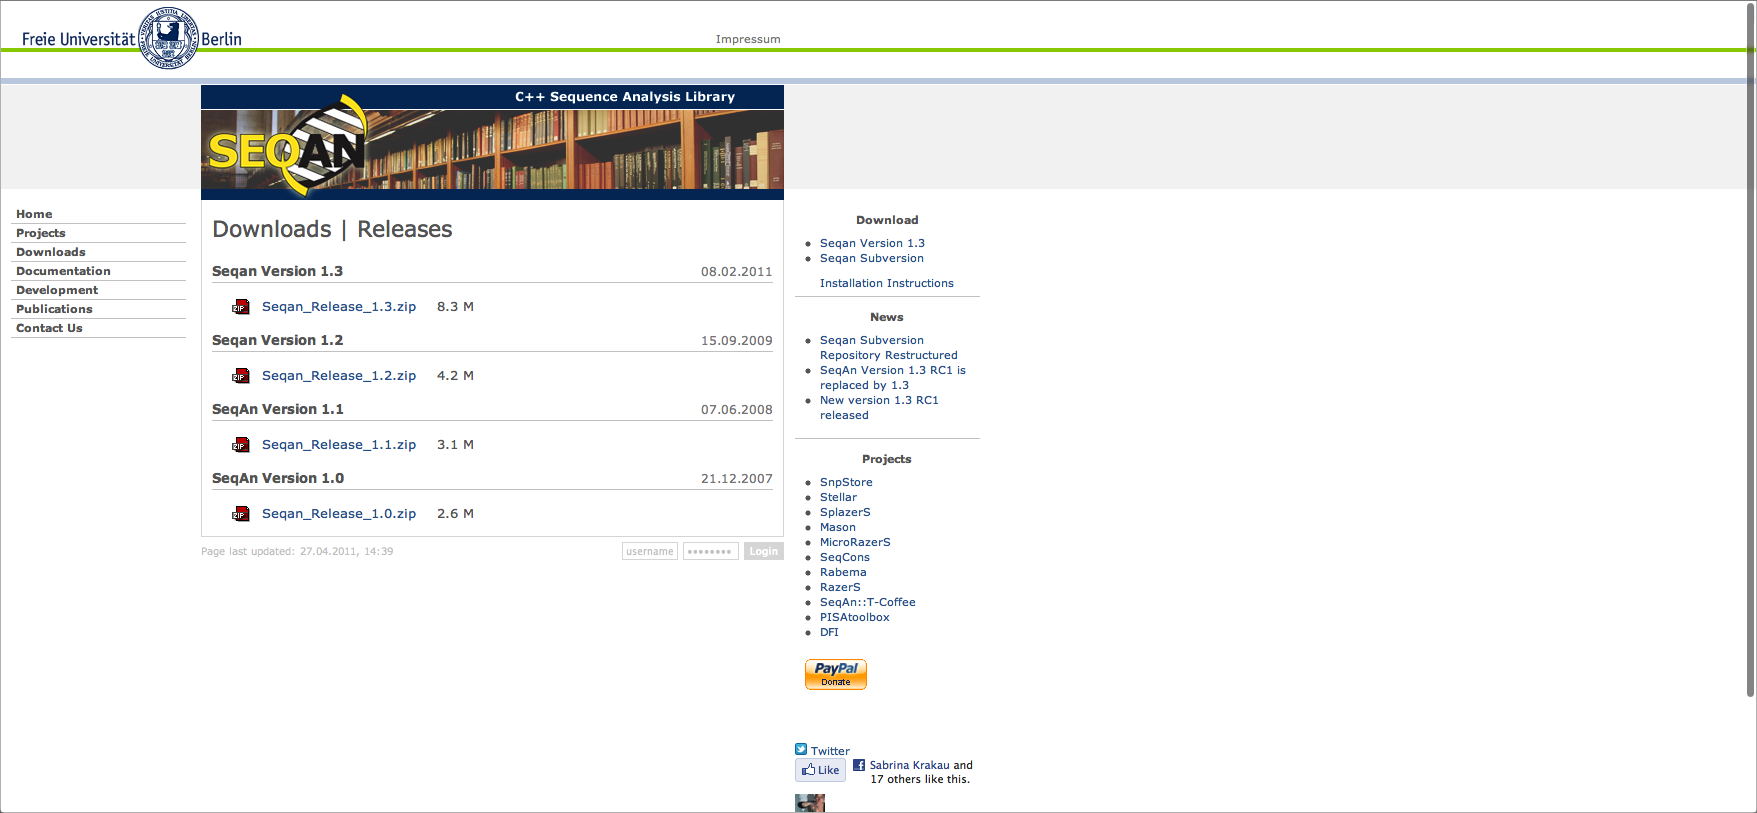 Freie Universität Berlin
Impressum
C++ Sequence Analysis Library
SEQAN
Home
Projects
Downloads
Documentation
Development
Publications
Contact Us
Downloads | Releases
Seqan Version 1.3 08.02.2011
ZIP Seqan_Release_1.3.zip 8.3 M
Seqan Version 1.2 15.09.2009
ZIP Seqan_Release_1.2.zip 4.2 M
SeqAn Version 1.1 07.06.2008
ZIP Seqan_Release_1.1.zip 3.1 M
SeqAn Version 1.0 21.12.2007
ZIP Seqan_Release_1.0.zip 2.6 M
Page last updated: 27.04.2011, 14:39
username •••••••• Login
Download
Seqan Version 1.3
Seqan Subversion
Installation Instructions
News
Seqan Subversion
Repository Restructured
SeqAn Version 1.3 RC1 is
replaced by 1.3
New version 1.3 RC1
released
Projects
SnpStore
Stellar
SplazerS
Mason
MicroRazerS
SeqCons
Rabema
RazerS
SeqAn::T-Coffee
PISAtoolbox
DFI
PayPal
Donate
Twitter
Like
Sabrina Krakau and
17 others like this.